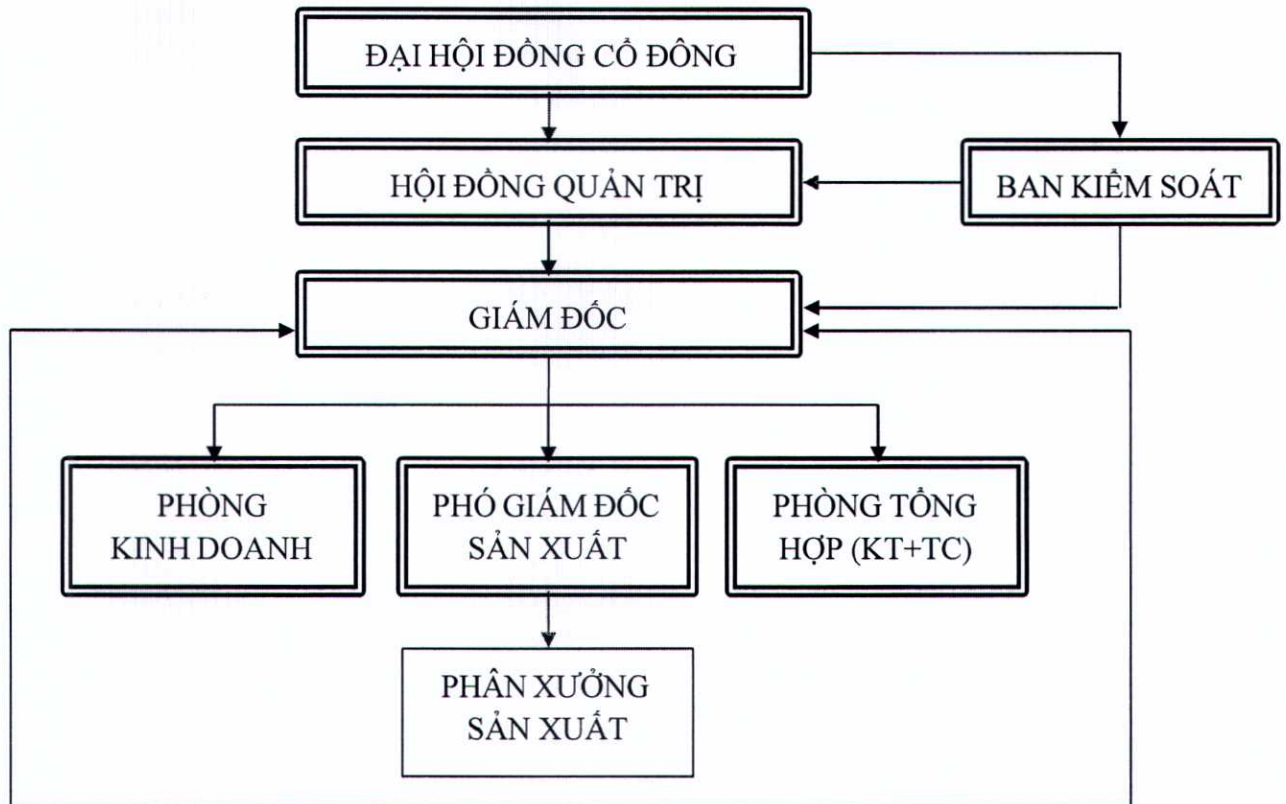 ĐẠI HỘI ĐỒNG CỔ ĐÔNG
HỘI ĐỒNG QUẢN TRỊ
BAN KIỂM SOÁT
GIÁM ĐỐC
PHÒNG
KINH DOANH
PHÓ GIÁM ĐỐC
SẢN XUẤT
PHÒNG TỔNG
HỢP (KT+TC)
PHÂN XƯỞNG
SẢN XUẤT